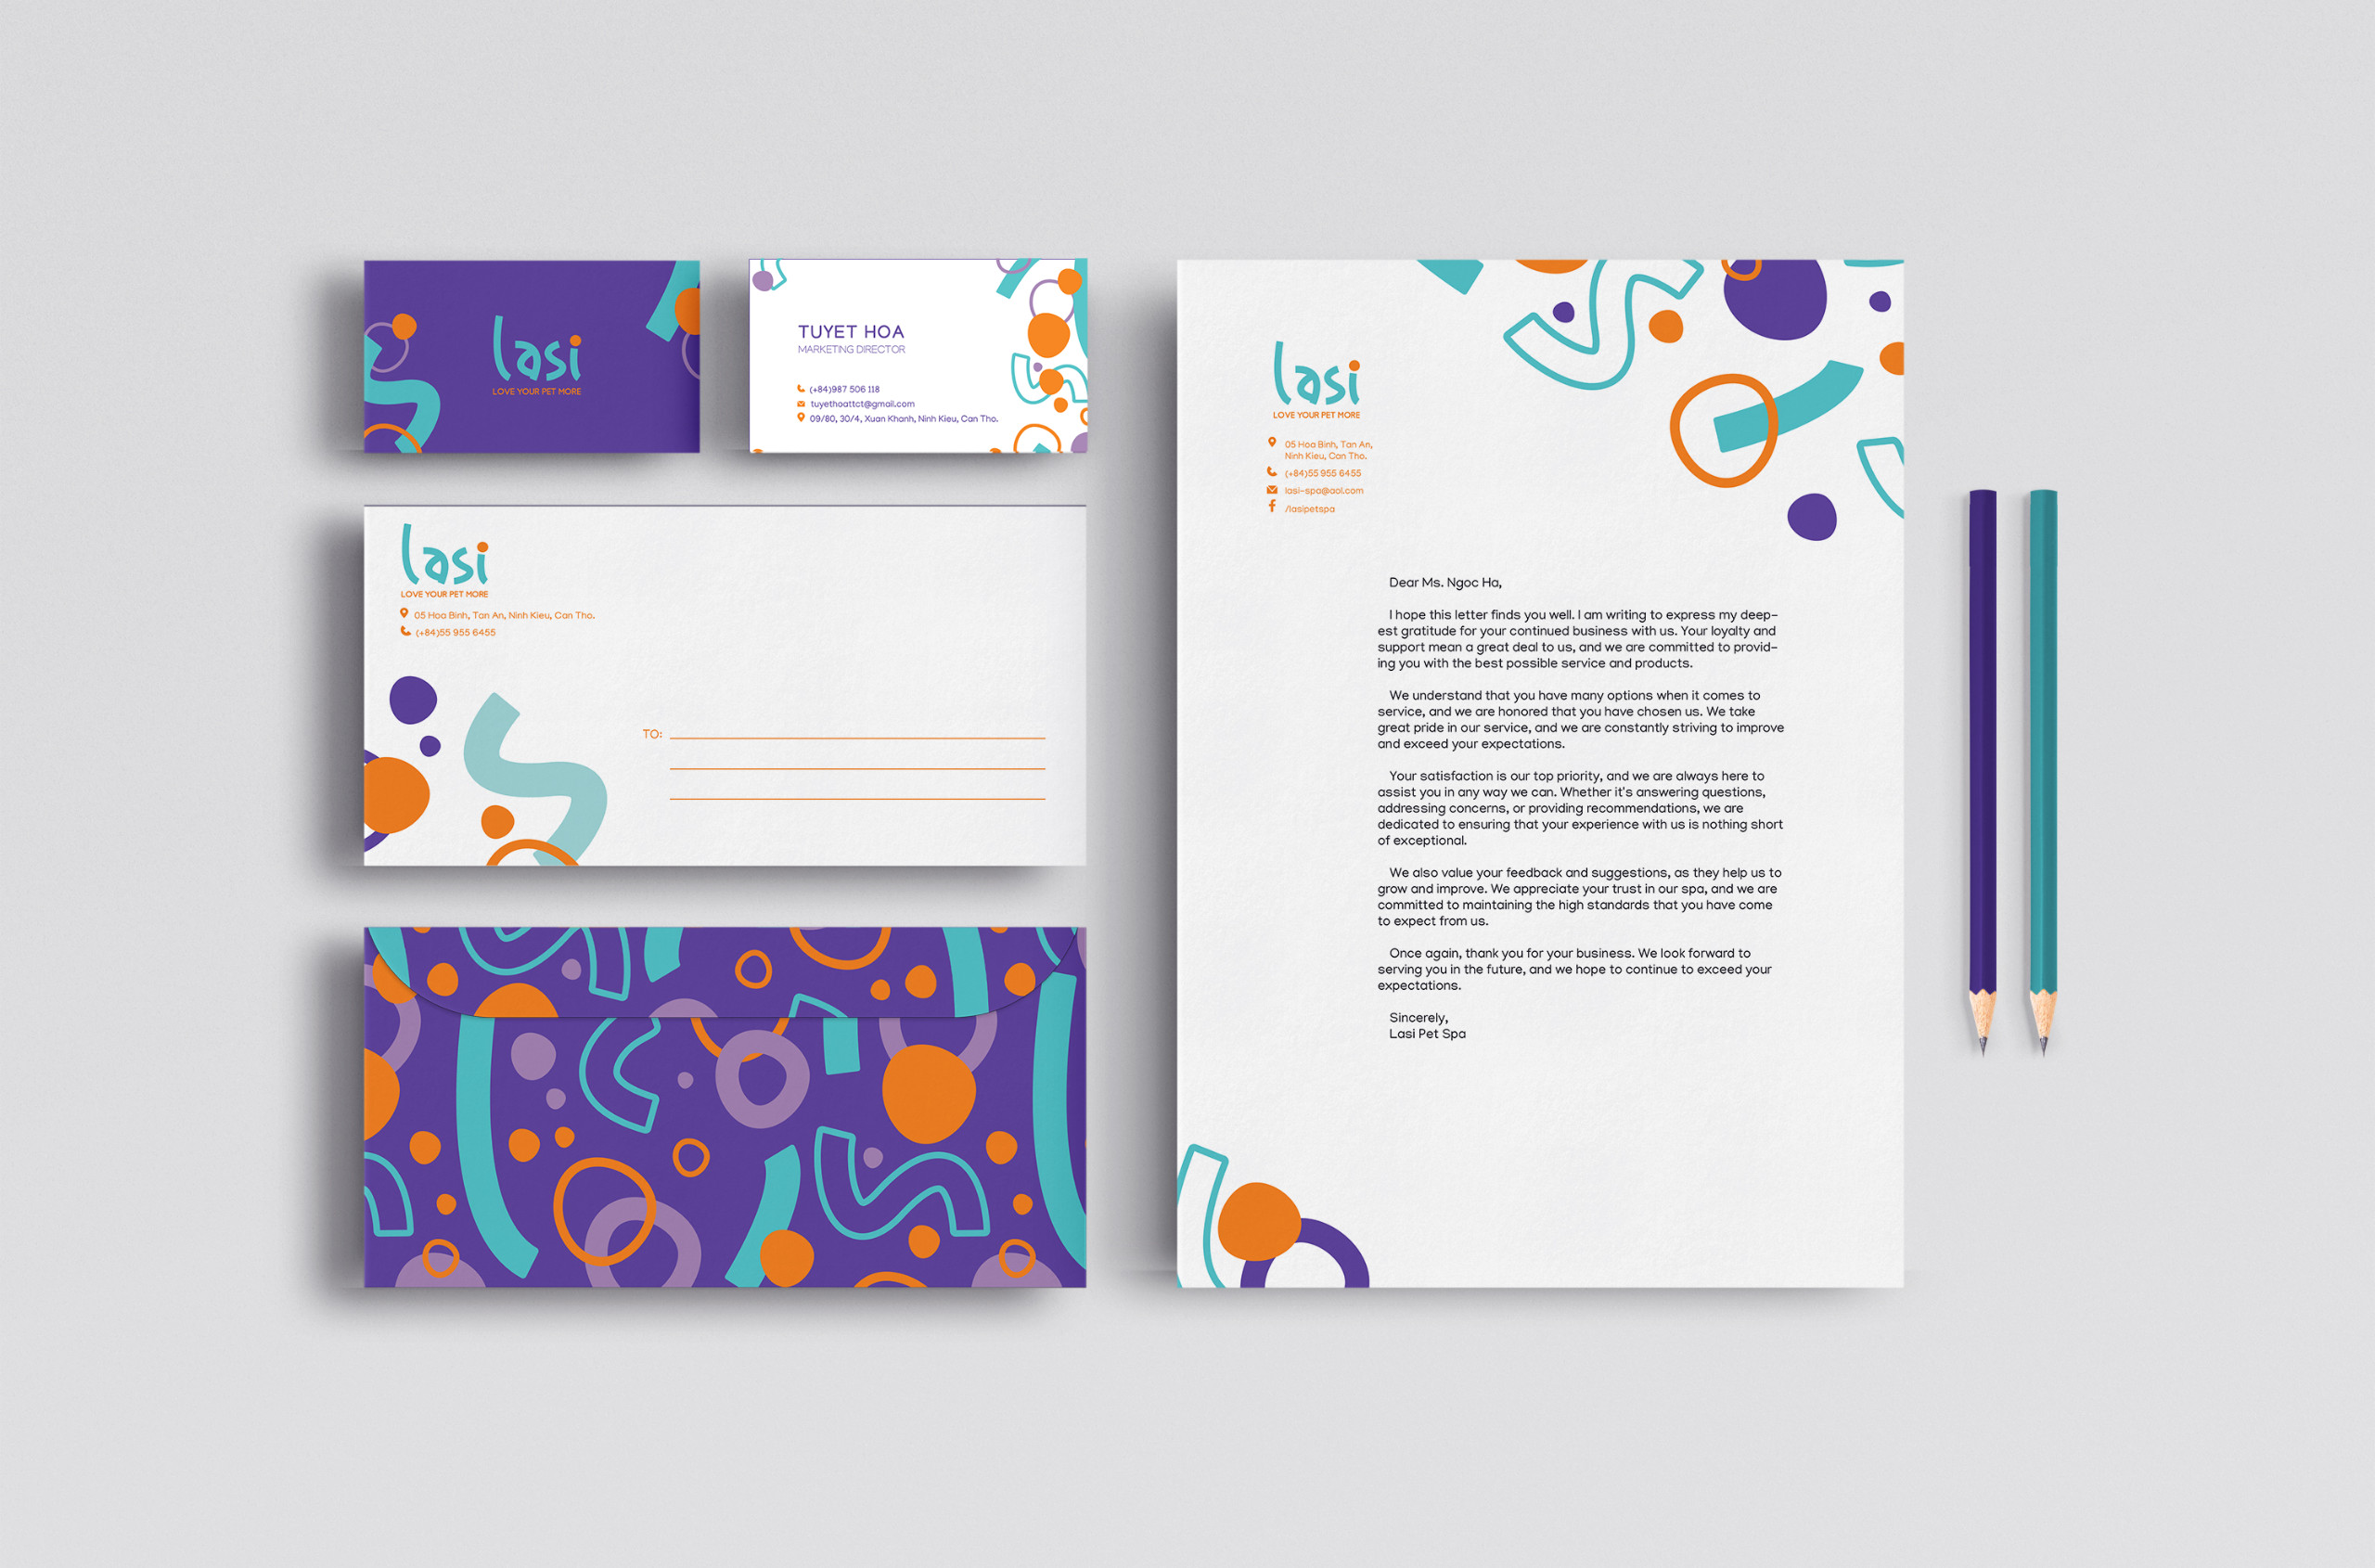 lasi
LOVE YOUR PET MORE
TUYET HOA
MARKETING DIRECTOR
(+84)987 506 118
tuyethoattct@gmail.com
09/80, 30/4, Xuan Khanh, Ninh Kieu, Can Tho.
lasi
LOVE YOUR PET MORE
05 Hoa Binh, Tan An, Ninh Kieu, Can Tho.
(+84)55 955 6455
TO:
lasi
LOVE YOUR PET MORE
05 Hoa Binh, Tan An,
Ninh Kieu, Can Tho.
(+84)55 955 6455
lasi-spa@aol.com
/lasipetspa
Dear Ms. Ngoc Ha,
I hope this letter finds you well. I am writing to express my deep-
est gratitude for your continued business with us. Your loyalty and
support mean a great deal to us, and we are committed to provid-
ing you with the best possible service and products.
We understand that you have many options when it comes to
service, and we are honored that you have chosen us. We take
great pride in our service, and we are constantly striving to improve
and exceed your expectations.
Your satisfaction is our top priority, and we are always here to
assist you in any way we can. Whether it's answering questions,
addressing concerns, or providing recommendations, we are
dedicated to ensuring that your experience with us is nothing short
of exceptional.
We also value your feedback and suggestions, as they help us to
grow and improve. We appreciate your trust in our spa, and we are
committed to maintaining the high standards that you have come
to expect from us.
Once again, thank you for your business. We look forward to
serving you in the future, and we hope to continue to exceed your
expectations.
Sincerely,
Lasi Pet Spa